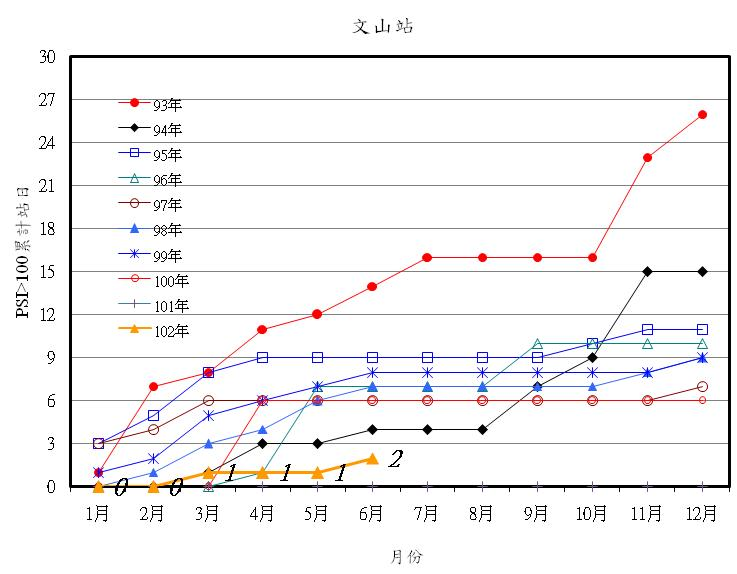 文山站
30
27
24
21
18
15
12
9
6
3
0
PSI>100累計站日
93年
94年
95年
96年
97年
98年
99年
100年
101年
102年
0 0 1 1 1 2
1月 2月 3月 4月 5月 6月 7月 8月 9月 10月 11月 12月
月份